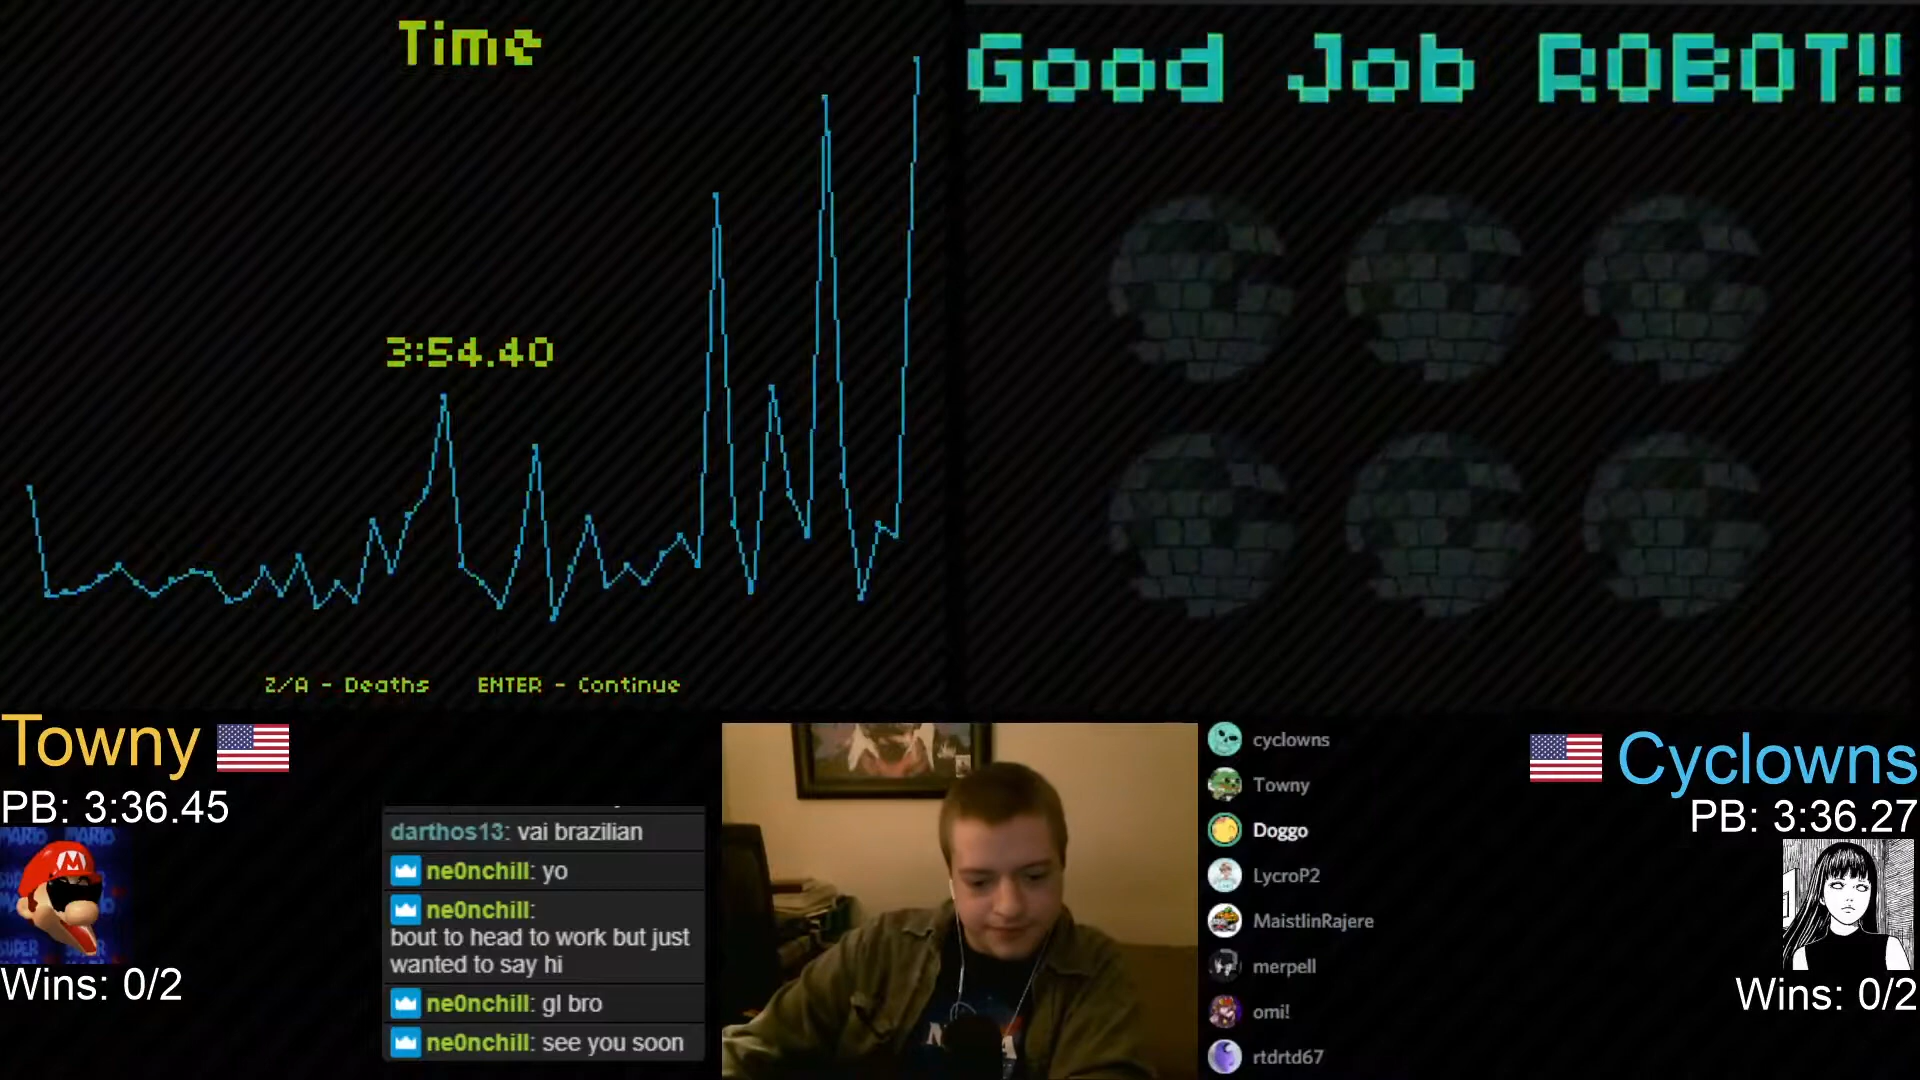 Time
Good Job ROBOT!!
3:54.40
Z/A - Deaths ENTER - Continue
Towny
PB: 3:36.45
Wins: 0/2
darthos13: vai brazilian
ne0nchill: yo
ne0nchill:
bout to head to work but just
wanted to say hi
ne0nchill: gl bro
ne0nchill: see you soon
cyclowns
Towny
Doggo
LycroP2
MaistlinRajere
merpell
omi!
rtdrtd67
Cyclowns
PB: 3:36.27
Wins: 0/2